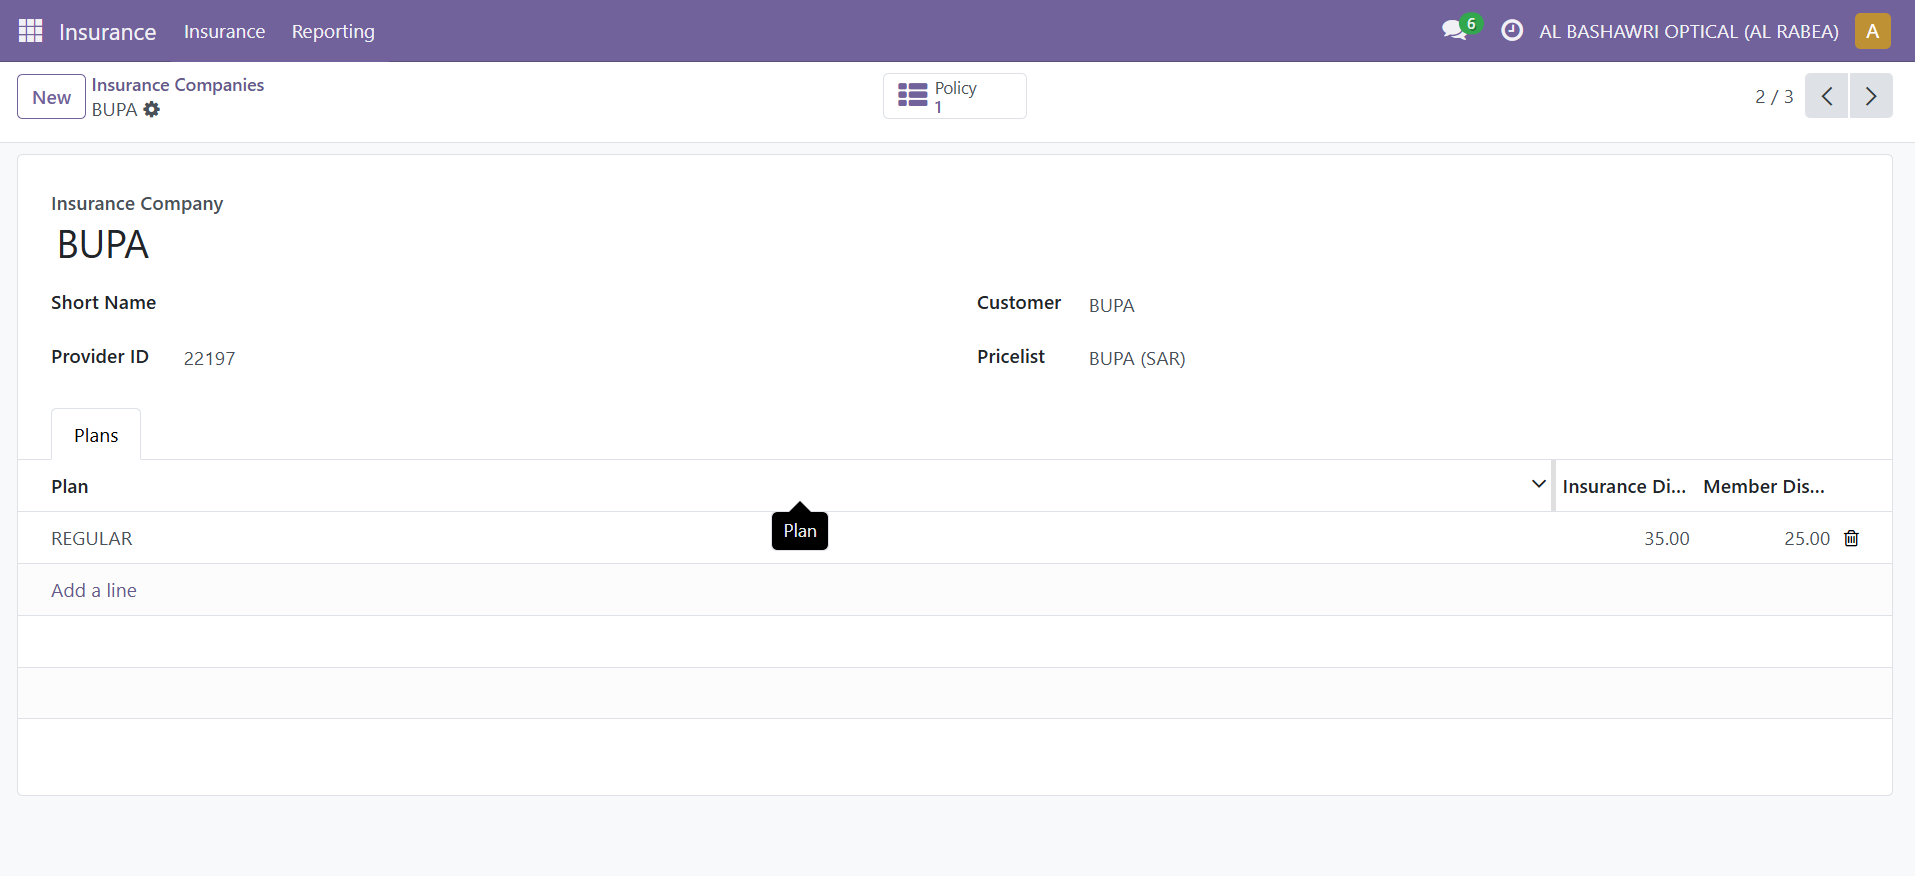 Insurance Insurance Reporting 6 AL BASHAWRI OPTICAL (AL RABEA) A
New Insurance Companies
BUPA
Policy
1
2 / 3
Insurance Company
BUPA
Short Name
Customer BUPA
Provider ID 22197
Pricelist BUPA (SAR)
Plans
Plan Insurance Di... Member Dis...
Plan
REGULAR 35.00 25.00
Add a line